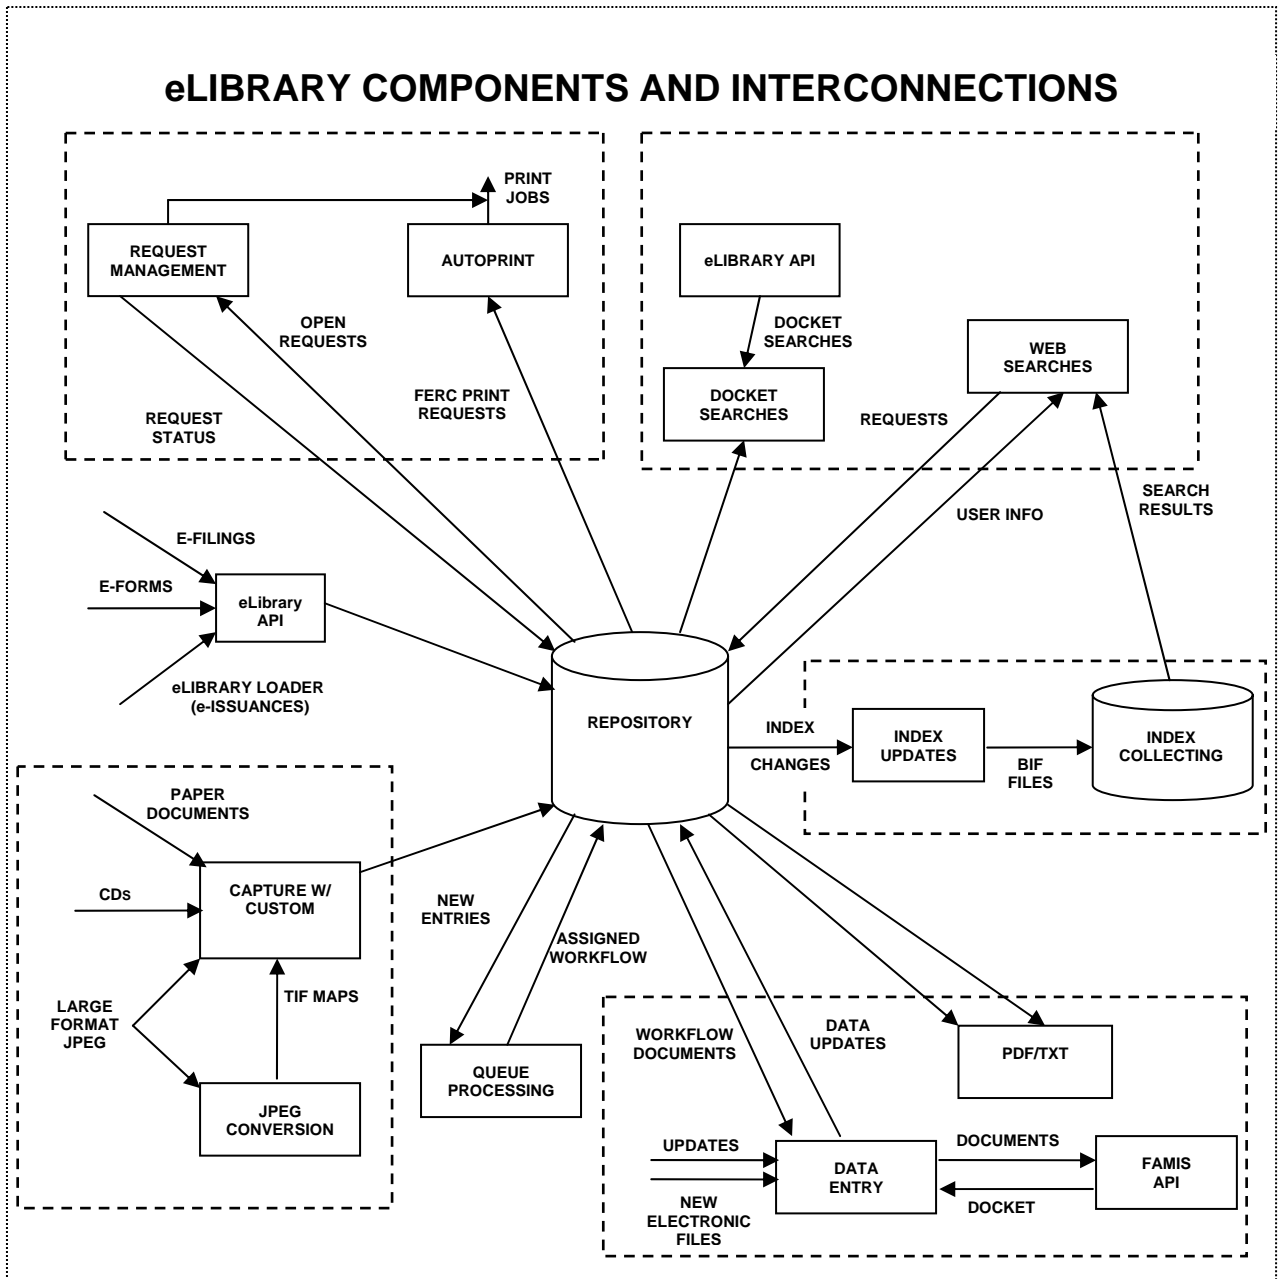 eLIBRARY COMPONENTS AND INTERCONNECTIONS
PRINT
JOBS
REQUEST
MANAGEMENT
AUTOPRINT
OPEN
REQUESTS
FERC PRINT
REQUESTS
REQUEST
STATUS
eLIBRARY API
DOCKET
SEARCHES
DOCKET
SEARCHES
WEB
SEARCHES
REQUESTS
USER INFO
SEARCH
RESULTS
E-FILINGS
E-FORMS
eLibrary
API
eLIBRARY LOADER
(e-ISSUANCES)
REPOSITORY
INDEX
CHANGES
INDEX
UPDATES
BIF
FILES
INDEX
COLLECTING
PAPER
DOCUMENTS
CDs
CAPTURE W/
CUSTOM
TIF MAPS
LARGE
FORMAT
JPEG
JPEG
CONVERSION
NEW
ENTRIES
ASSIGNED
WORKFLOW
QUEUE
PROCESSING
WORKFLOW
DOCUMENTS
DATA
UPDATES
PDF/TXT
UPDATES
NEW
ELECTRONIC
FILES
DATA
ENTRY
DOCUMENTS
DOCKET
FAMIS
API